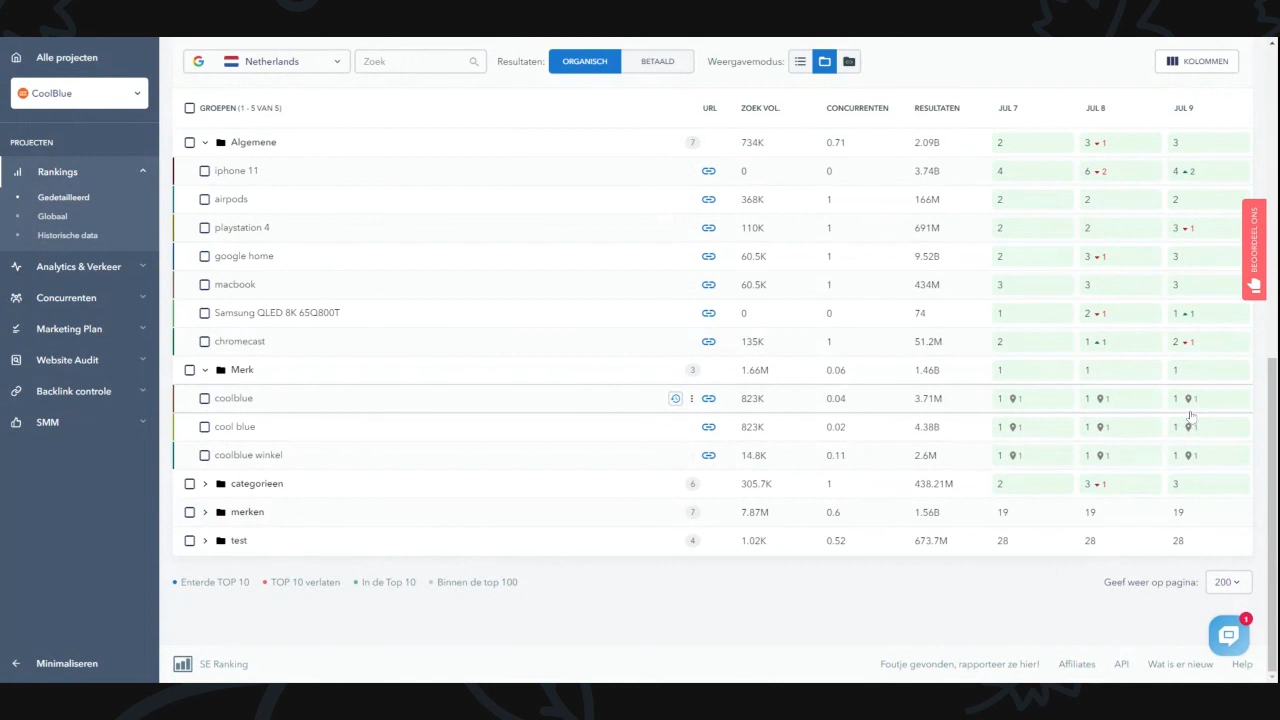 Alle projecten
CoolBlue
PROJECTEN
Rankings
Gedetailleerd
Globaal
Historische data
Analytics & Verkeer
Concurrenten
Marketing Plan
Website Audit
Backlink controle
SMM
Minimaliseren
Netherlands
Zoek
Resultaten: ORGANISCH BETAALD
Weergavemodus:
KOLOMMEN
GROEPEN (1 - 5 VAN 5) URL ZOEK VOL. CONCURRENTEN RESULTATEN JUL 7 JUL 8 JUL 9
Algemene 7 734K 0.71 2.09B 2 3 1 3
iphone 11 0 0 3.74B 4 6 2 4 2
airpods 368K 1 166M 2 2 2
playstation 4 110K 1 691M 2 2 3 1
google home 60.5K 1 9.52B 2 3 1 3
macbook 60.5K 1 434M 3 3 3
Samsung QLED 8K 65Q800T 0 0 74 1 2 1 1 1
chromecast 135K 1 51.2M 2 1 1 2 1
Merk 3 1.66M 0.06 1.46B 1 1 1
coolblue 823K 0.04 3.71M 1 1 1 1 1 1
cool blue 823K 0.02 4.38B 1 1 1 1 1 1
coolblue winkel 14.8K 0.11 2.6M 1 1 1 1 1 1
categorieen 6 305.7K 1 438.21M 2 3 1 3
merken 7 7.87M 0.6 1.56B 19 19 19
test 4 1.02K 0.52 673.7M 28 28 28
Enterde TOP 10 TOP 10 verlaten In de Top 10 Binnen de top 100
Geef weer op pagina: 200
BEOORDEEL ONS
1
SE Ranking
Foutje gevonden, rapporteer ze hier! Affiliates API Wat is er nieuw Help